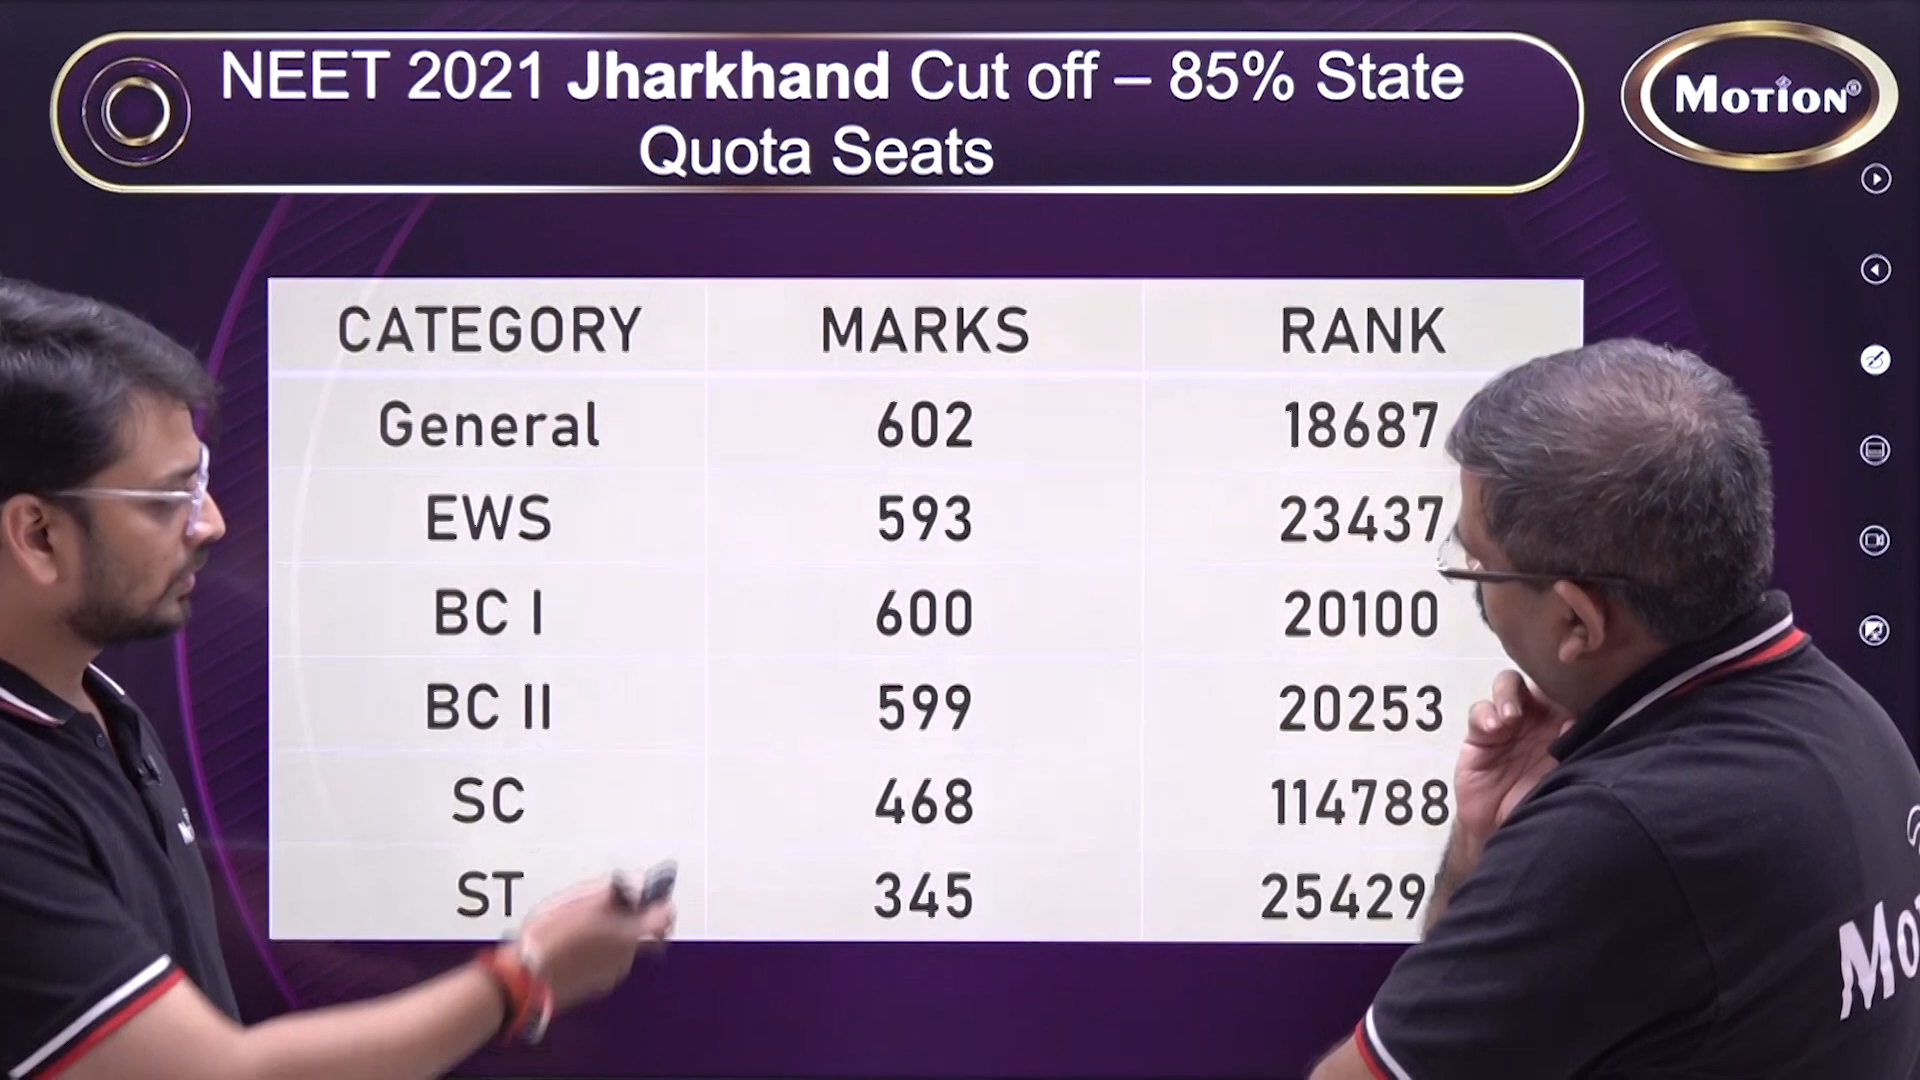 NEET 2021 Jharkhand Cut off – 85% State
Quota Seats
MOTION®
CATEGORY MARKS RANK
General 602 18687
EWS 593 23437
BC I 600 20100
BC II 599 20253
SC 468 114788
ST 345